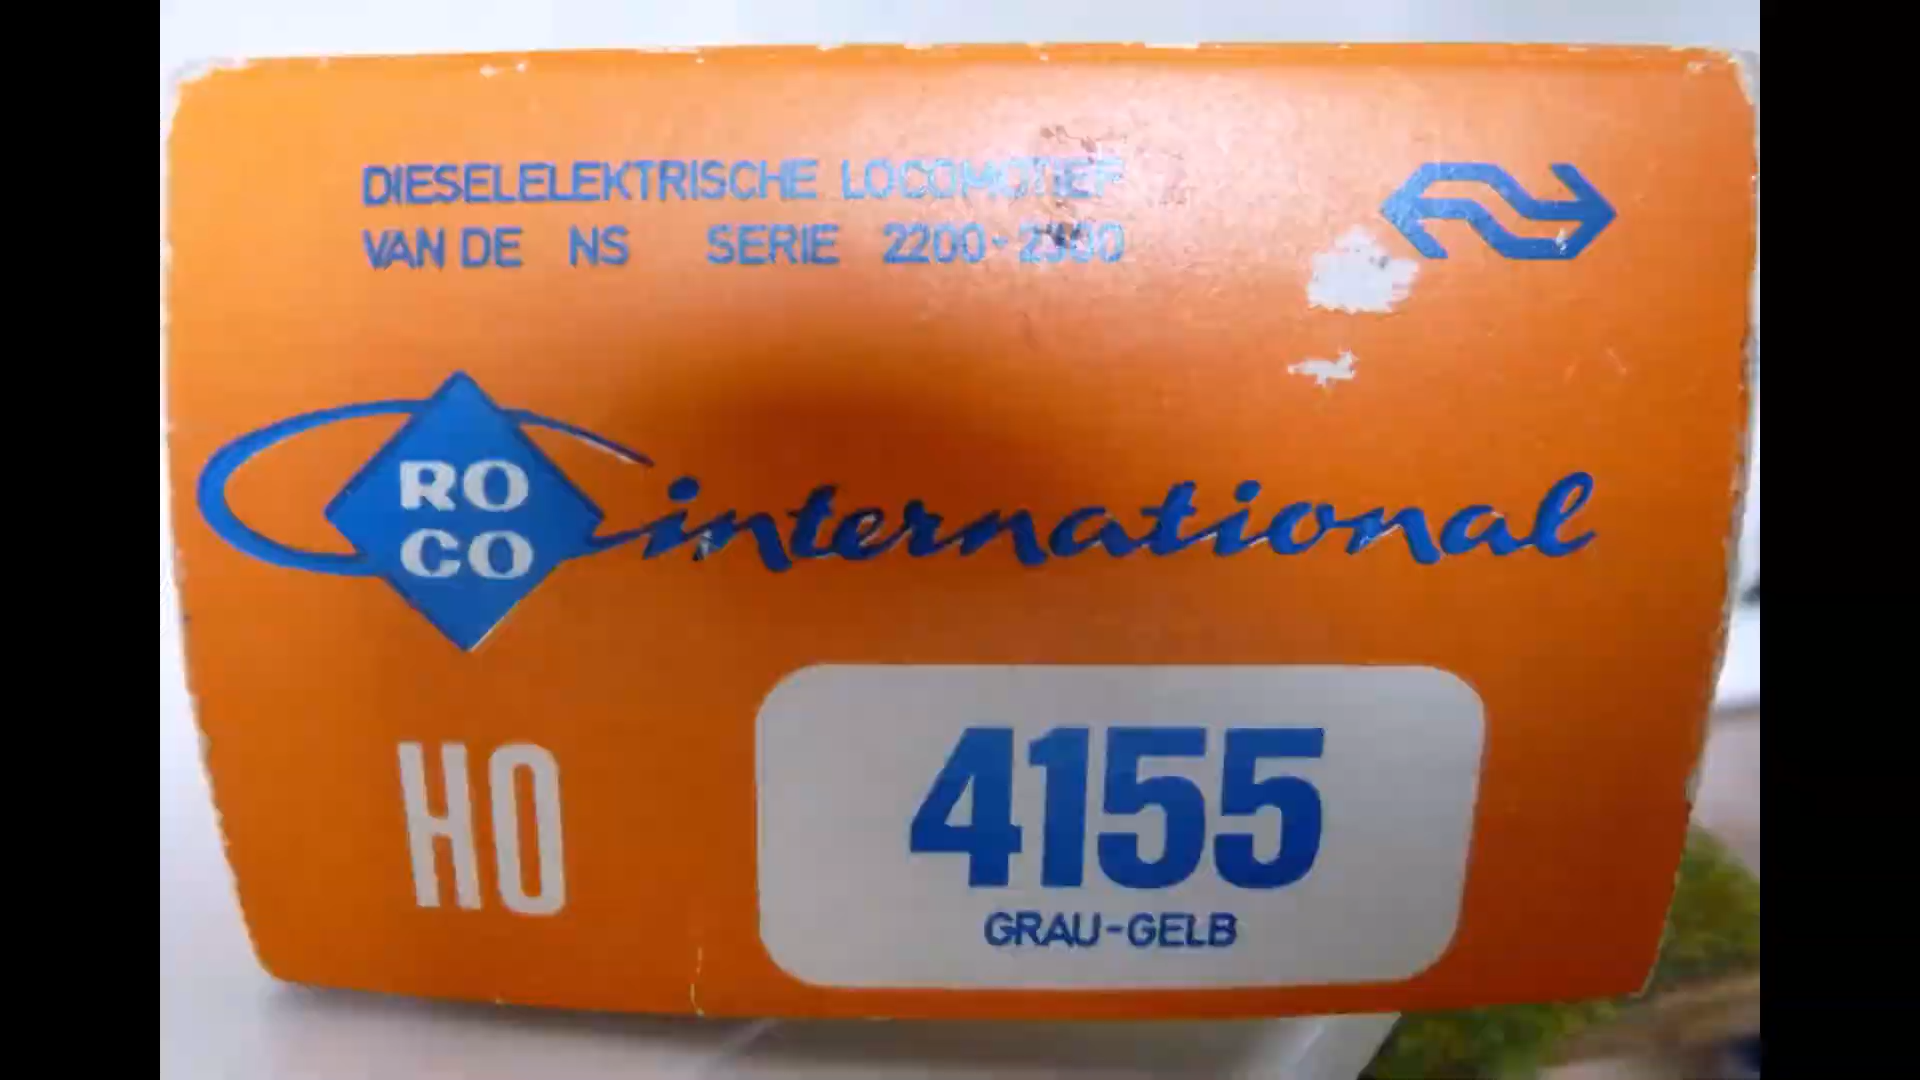 DIESELELEKTRISCHE LOCOMOTIEF
VAN DE NS SERIE 2200-2300
RO
CO
international
HO
4155
GRAU-GELB